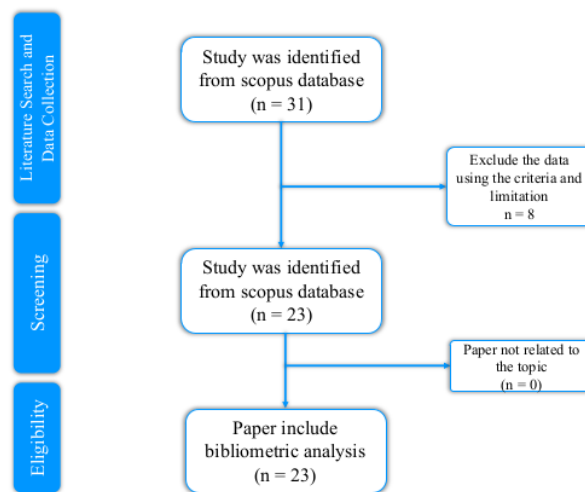 Literature Search and
Data Collection
Study was identified
from scopus database
(n = 31)
Exclude the data
using the criteria and
limitation
n = 8
Screening
Study was identified
from scopus database
(n = 23)
Paper not related to
the topic
(n = 0)
Eligibility
Paper include
bibliometric analysis
(n = 23)